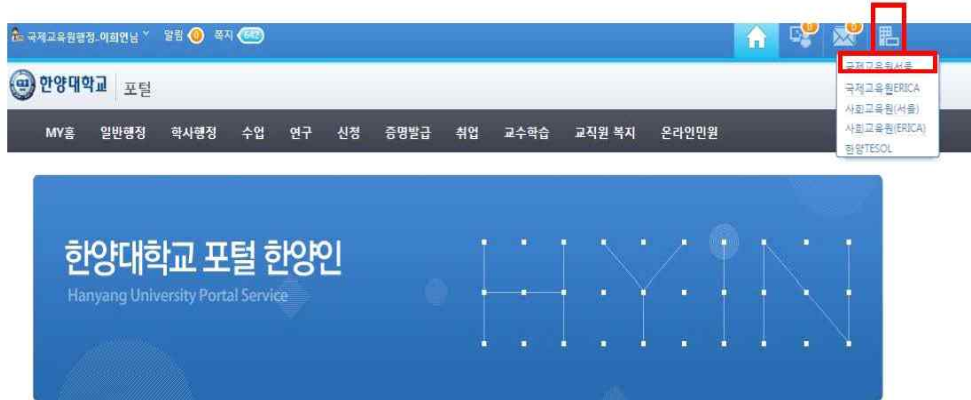 국제교육원행정.이희연님 알림 0 쪽지 642
0 0
국제교육원서울
국제교육원ERICA
사회교육원(서울)
사회교육원(ERICA)
한양TESOL
한양대학교 포털
MY홈 일반행정 학사행정 수업 연구 신청 증명발급 취업 교수학습 교직원 복지 온라인민원
한양대학교 포털 한양인
Hanyang University Portal Service
HYIN